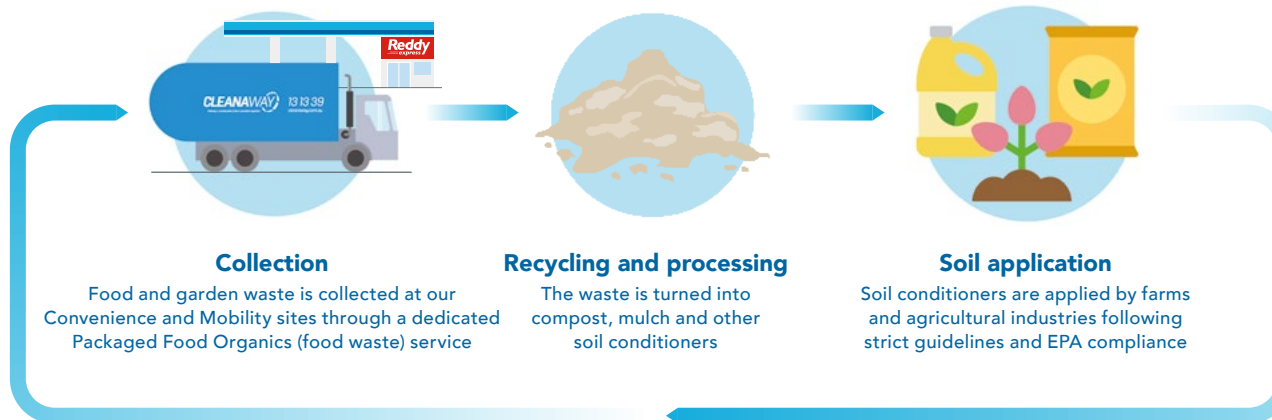 Reddy
express
CLEANAWAY 13 13 39
Collection
Food and garden waste is collected at our
Convenience and Mobility sites through a dedicated
Packaged Food Organics (food waste) service
Recycling and processing
The waste is turned into
compost, mulch and other
soil conditioners
Soil application
Soil conditioners are applied by farms
and agricultural industries following
strict guidelines and EPA compliance